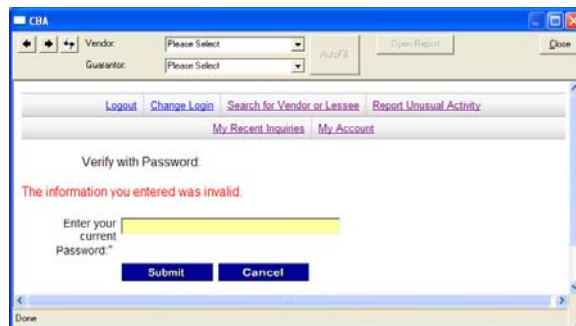 CBA
Vendor: Please Select AutoFill Open Report Close
Guarantor: Please Select
Logout Change Login Search for Vendor or Lessee Report Unusual Activity
My Recent Inquiries My Account
Verify with Password:
The information you entered was invalid.
Enter your
current
Password:*
Submit Cancel
Done